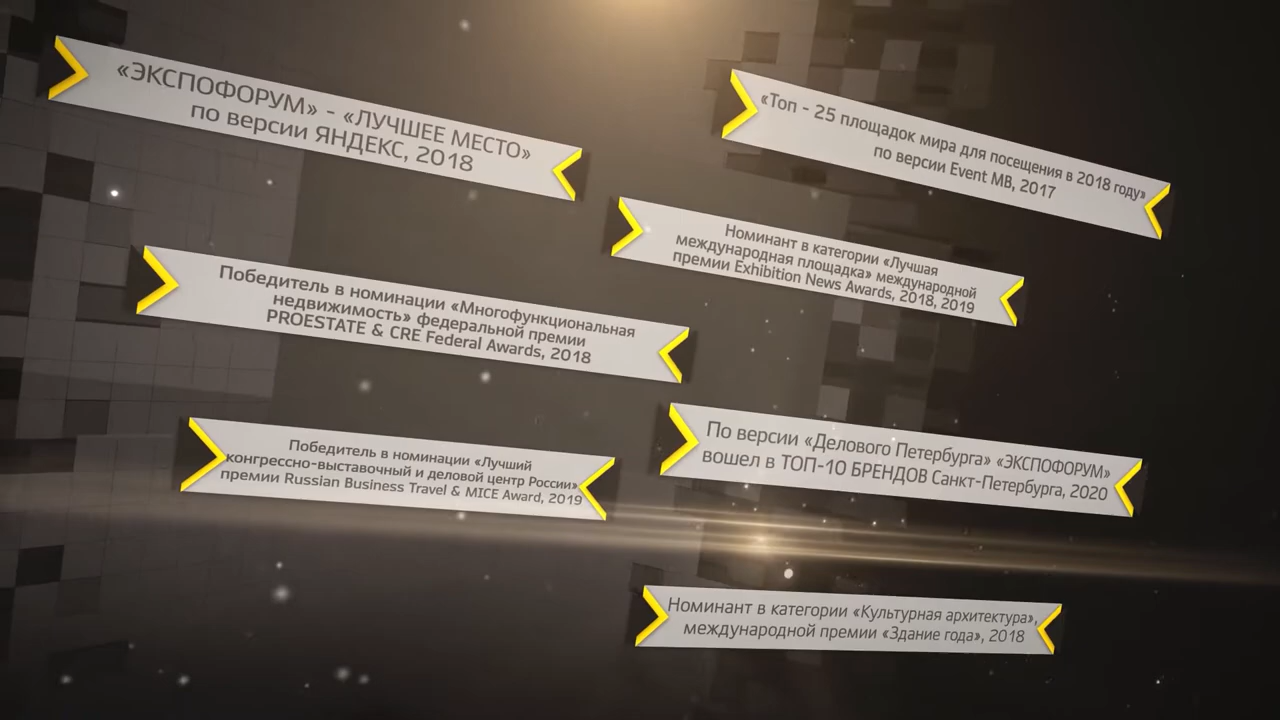 «ЭКСПОФОРУМ» - «ЛУЧШЕЕ МЕСТО»
по версии ЯНДЕКС, 2018
«Топ - 25 площадок мира для посещения в 2018 году»
по версии Event MB, 2017
Номинант в категории «Лучшая
международная площадка» международной
премии Exhibition News Awards, 2018, 2019
Победитель в номинации «Многофункциональная
недвижимость» федеральной премии
PROESTATE & CRE Federal Awards, 2018
Победитель в номинации «Лучший
конгрессно-выставочный и деловой центр России»
премии Russian Business Travel & MICE Award, 2019
По версии «Делового Петербурга» «ЭКСПОФОРУМ»
вошел в ТОП-10 БРЕНДОВ Санкт-Петербурга, 2020
Номинант в категории «Культурная архитектура»,
международной премии «Здание года», 2018